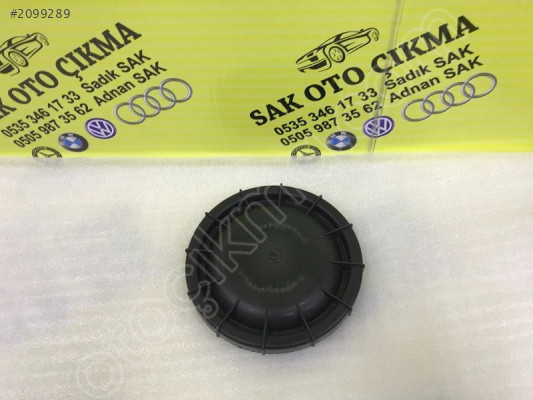 #2099289
SAK OTO ÇIKMA
0535 346 17 33 Sadık SAK
0505 987 35 62 Adnan SAK
SAK OTO ÇIKMA
0535 346 17 33 Sadık SAK
0505 987 35 62 Adnan SAK